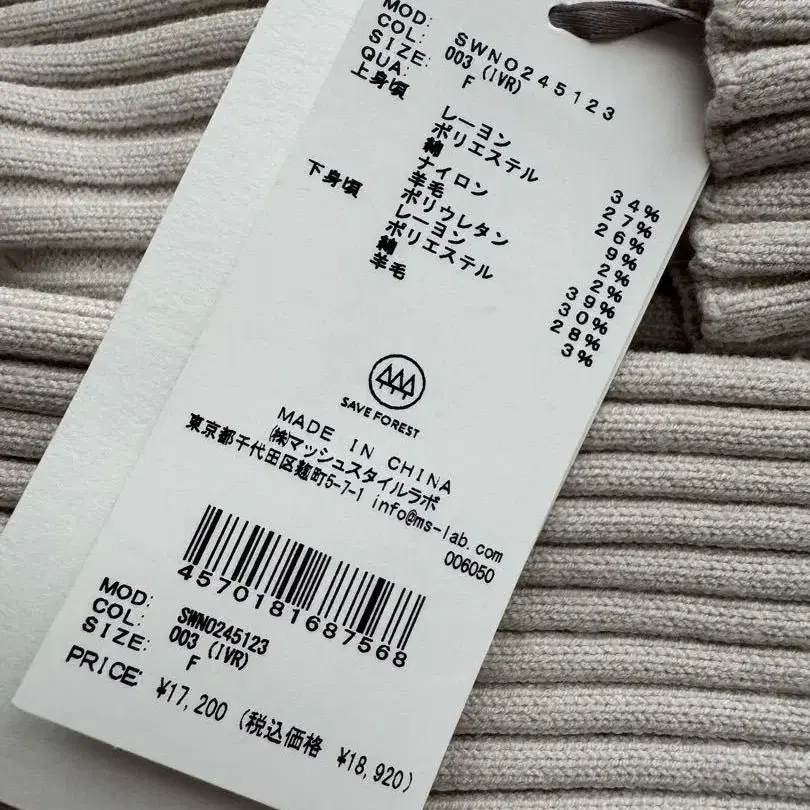 MOD: SWNO245123
COL: 003 (IVR)
SIZE: F
QUA:
上身頃 レーヨン 34%
ポリエステル 27%
綿 26%
ナイロン 9%
羊毛 2%
ポリウレタン 2%
下身頃 レーヨン 39%
ポリエステル 30%
綿 28%
羊毛 3%
SAVE FOREST
MADE IN CHINA
㈱マッシュスタイルラボ
東京都千代田区麹町5-7-1 info@ms-lab.com
006050
4570181687568
MOD: SWNO245123
COL: 003 (IVR)
SIZE: F
PRICE: ¥17,200 (税込価格 ¥18,920)